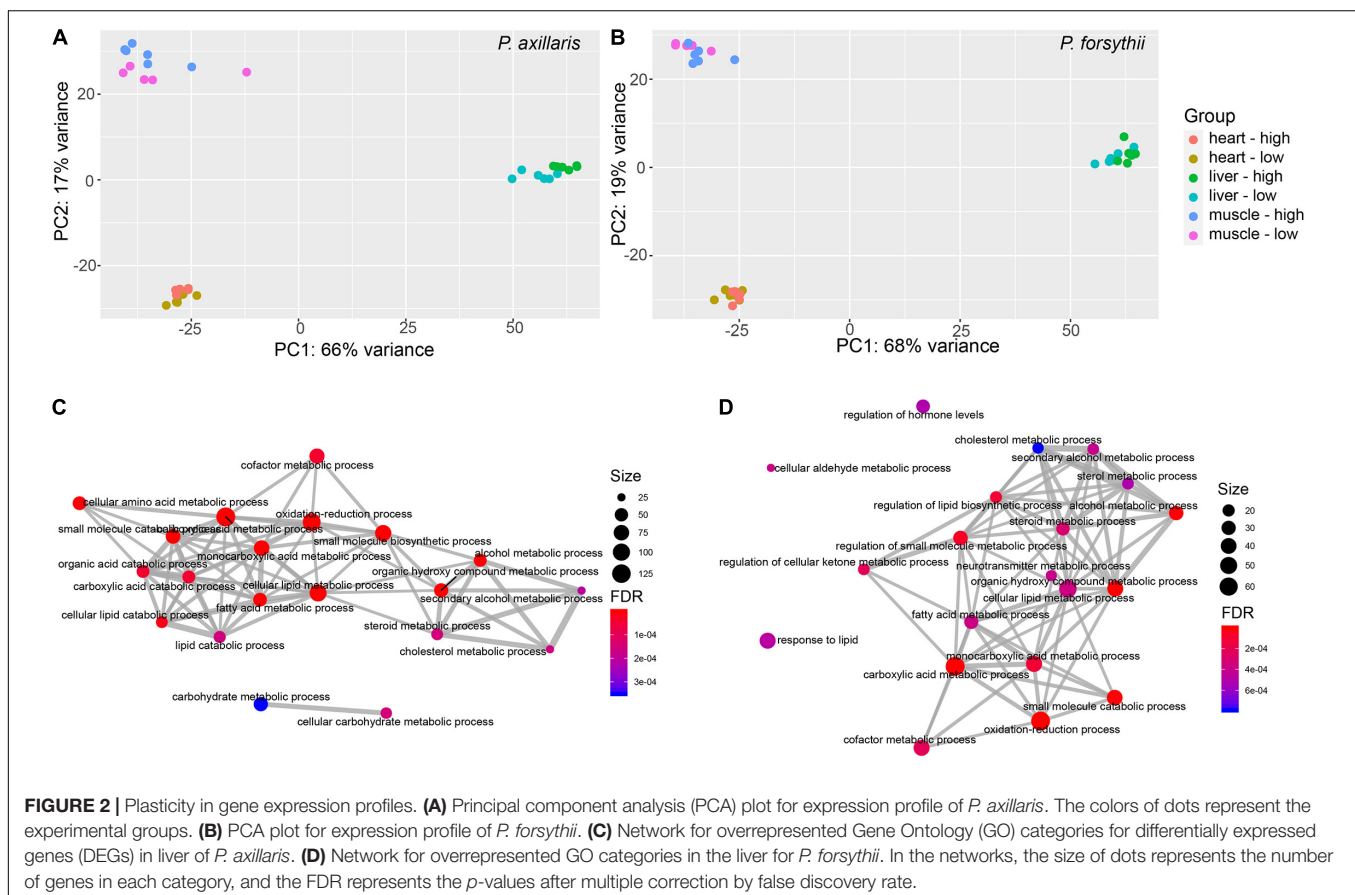 A
P. axillaris
PC2: 17% variance
20
0
-20
-25
0
25
50
PC1: 66% variance
B
P. forsythii
PC2: 19% variance
20
0
-20
-25
0
25
50
PC1: 68% variance
Group
heart - high
heart - low
liver - high
liver - low
muscle - high
muscle - low
C
cofactor metabolic process
cellular amino acid metabolic process
oxidation-reduction process
small molecule catabolic process
small molecule biosynthetic process
monocarboxylic acid metabolic process
alcohol metabolic process
organic acid catabolic process
organic hydroxy compound metabolic process
carboxylic acid catabolic process
cellular lipid metabolic process
secondary alcohol metabolic process
fatty acid metabolic process
cellular lipid catabolic process
steroid metabolic process
lipid catabolic process
cholesterol metabolic process
carbohydrate metabolic process
cellular carbohydrate metabolic process
Size
25
50
75
100
125
FDR
1e-04
2e-04
3e-04
D
regulation of hormone levels
cholesterol metabolic process
secondary alcohol metabolic process
cellular aldehyde metabolic process
sterol metabolic process
regulation of lipid biosynthetic process
alcohol metabolic process
steroid metabolic process
regulation of small molecule metabolic process
regulation of cellular ketone metabolic process
neurotransmitter metabolic process
organic hydroxy compound metabolic process
cellular lipid metabolic process
fatty acid metabolic process
response to lipid
monocarboxylic acid metabolic process
carboxylic acid metabolic process
small molecule catabolic process
oxidation-reduction process
cofactor metabolic process
Size
20
30
40
50
60
FDR
2e-04
4e-04
6e-04
FIGURE 2 | Plasticity in gene expression profiles. (A) Principal component analysis (PCA) plot for expression profile of P. axillaris. The colors of dots represent the
experimental groups. (B) PCA plot for expression profile of P. forsythii. (C) Network for overrepresented Gene Ontology (GO) categories for differentially expressed
genes (DEGs) in liver of P. axillaris. (D) Network for overrepresented GO categories in the liver for P. forsythii. In the networks, the size of dots represents the number
of genes in each category, and the FDR represents the p-values after multiple correction by false discovery rate.